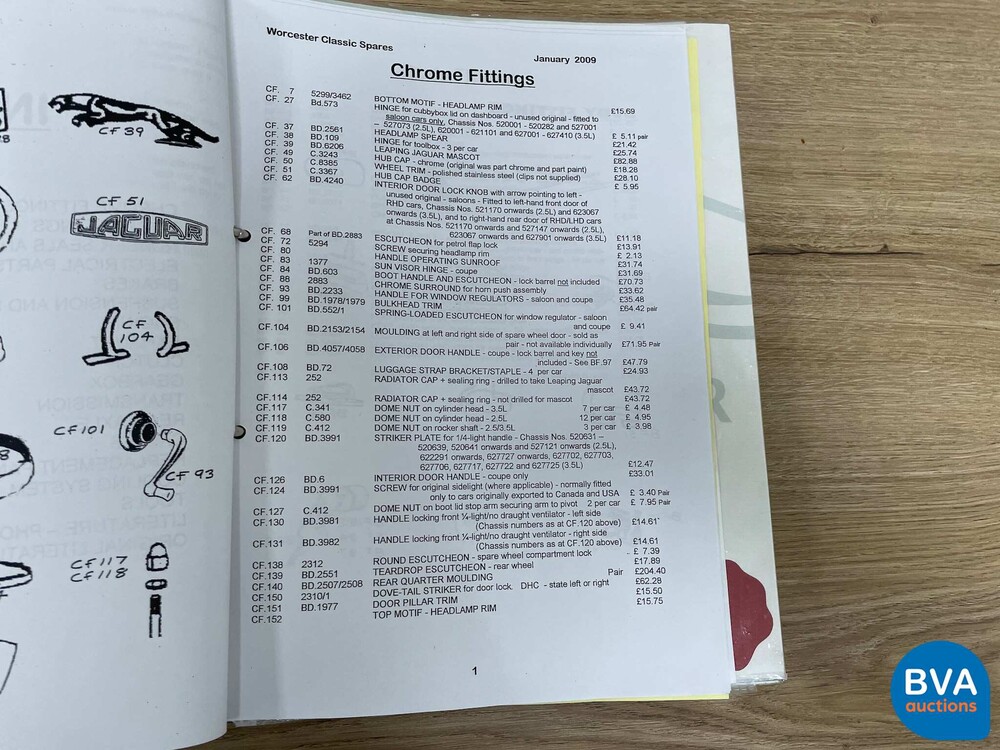 Worcester Classic Spares
January 2009
Chrome Fittings
CF. 7 5299/3462 BOTTOM MOTIF - HEADLAMP RIM £15.69
CF. 27 Bd.573 HINGE for cubbybox lid on dashboard - unused original - fitted to
saloon cars only, Chassis Nos. 520001 - 520282 and 527001
– 527073 (2.5L), 620001 - 621101 and 627001 - 627410 (3.5L) £ 5.11 pair
CF. 37 BD.2561 HEADLAMP SPEAR £21.42
CF. 38 BD.109 HINGE for toolbox - 3 per car £25.74
CF. 39 BD.6206 LEAPING JAGUAR MASCOT £82.88
CF. 49 C.3243 HUB CAP - chrome (original was part chrome and part paint) £18.28
CF. 50 C.8385 WHEEL TRIM - polished stainless steel (clips not supplied) £28.10
CF. 51 C.3367 HUB CAP BADGE £ 5.95
CF. 62 BD.4240 INTERIOR DOOR LOCK KNOB with arrow pointing to left -
unused original - saloons - Fitted to left-hand front door of
RHD cars, Chassis Nos. 521170 onwards (2.5L) and 623067
onwards (3.5L), and to right-hand rear door of RHD/LHD cars
at Chassis Nos. 521170 onwards and 527147 onwards (2.5L),
623067 onwards and 627901 onwards (3.5L) £11.18
CF. 68 Part of BD.2883 ESCUTCHEON for petrol flap lock £13.91
CF. 72 5294 SCREW securing headlamp rim £ 2.13
CF. 80 HANDLE OPERATING SUNROOF £31.74
CF. 83 1377 SUN VISOR HINGE - coupe £31.69
CF. 84 BD.603 BOOT HANDLE AND ESCUTCHEON - lock barrel not included £70.73
CF. 88 2883 CHROME SURROUND for horn push assembly £33.62
CF. 93 BD.2233 HANDLE FOR WINDOW REGULATORS - saloon and coupe £35.48
CF. 99 BD.1978/1979 BULKHEAD TRIM £64.42 pair
CF. 101 BD.552/1 SPRING-LOADED ESCUTCHEON for window regulator - saloon
and coupe £ 9.41
CF.104 BD.2153/2154 MOULDING at left and right side of spare wheel door - sold as
pair - not available individually £71.95 Pair
CF.106 BD.4057/4058 EXTERIOR DOOR HANDLE - coupe - lock barrel and key not
included - See BF.97 £47.79
CF.108 BD.72 LUGGAGE STRAP BRACKET/STAPLE - 4 per car £24.93
CF.113 252 RADIATOR CAP + sealing ring - drilled to take Leaping Jaguar
mascot £43.72
CF.114 252 RADIATOR CAP + sealing ring - not drilled for mascot £43.72
CF.117 C.341 DOME NUT on cylinder head - 3.5L 7 per car £ 4.48
CF.118 C.580 DOME NUT on cylinder head - 2.5L 12 per car £ 4.95
CF.119 C.412 DOME NUT on rocker shaft - 2.5/3.5L 3 per car £ 3.98
CF.120 BD.3991 STRIKER PLATE for 1/4-light handle - Chassis Nos. 520631 –
520639, 520641 onwards and 527121 onwards (2.5L),
622291 onwards, 627727 onwards, 627702, 627703,
627706, 627717, 627722 and 627725 (3.5L) £12.47
CF.126 BD.6 INTERIOR DOOR HANDLE - coupe only £33.01
CF.124 BD.3991 SCREW for original sidelight (where applicable) - normally fitted
only to cars originally exported to Canada and USA £ 3.40 Pair
CF.127 C.412 DOME NUT on boot lid stop arm securing arm to pivot 2 per car £ 7.95 Pair
CF.130 BD.3981 HANDLE locking front ¼-light/no draught ventilator - left side
(Chassis numbers as at CF.120 above) £14.61
CF.131 BD.3982 HANDLE locking front ¼-light/no draught ventilator - right side
(Chassis numbers as at CF.120 above) £14.61
CF.138 2312 ROUND ESCUTCHEON - spare wheel compartment lock £ 7.39
CF.139 BD.2551 TEARDROP ESCUTCHEON - rear wheel £17.89
CF.140 BD.2507/2508 REAR QUARTER MOULDING Pair £204.40
CF.150 2310/1 DOVE-TAIL STRIKER for door lock. DHC - state left or right £62.28
CF.151 BD.1977 DOOR PILLAR TRIM £15.50
CF.152 TOP MOTIF - HEADLAMP RIM £15.75
1
CF 39
CF 51
JAGUAR
CF
104
CF101
CF 93
CF117
CF118
BVA
auctions